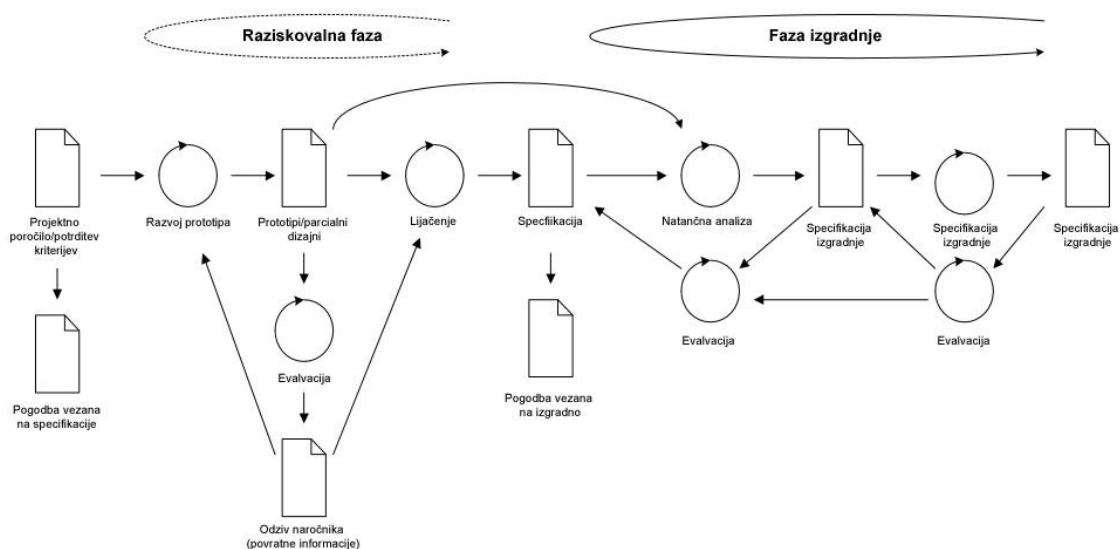 Raziskovalna faza
Faza izgradnje
Projektno
poročilo/potrditev
kriterijev
Razvoj prototipa
Prototipi/parcialni
dizajni
Lijačenje
Specfiikacija
Natančna analiza
Specifikacija
izgradnje
Specifikacija
izgradnje
Specifikacija
izgradnje
Pogodba vezana
na specifikacije
Evalvacija
Pogodba vezana
na izgradno
Evalvacija
Evalvacija
Odziv naročnika
(povratne informacije)